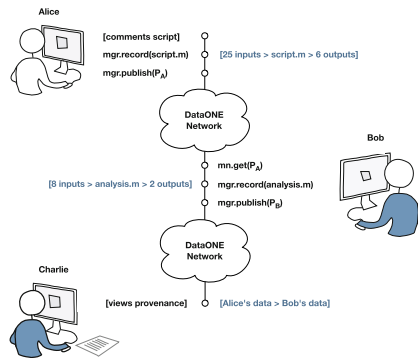 Alice
[comments script]
mgr.record(script.m) [25 inputs > script.m > 6 outputs]
mgr.publish(PA)
DataONE
Network
Bob
mn.get(PA)
[8 inputs > analysis.m > 2 outputs] mgr.record(analysis.m)
mgr.publish(PB)
DataONE
Network
Charlie
[views provenance] [Alice's data > Bob's data]